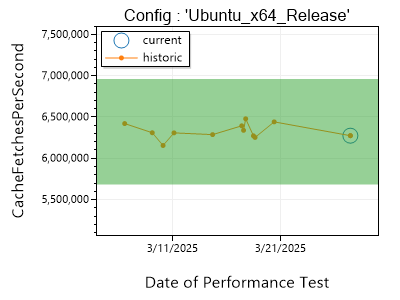 Config : 'Ubuntu_x64_Release'
current
historic
CacheFetchesPerSecond
7,500,000
7,000,000
6,500,000
6,000,000
5,500,000
3/11/2025
3/21/2025
Date of Performance Test